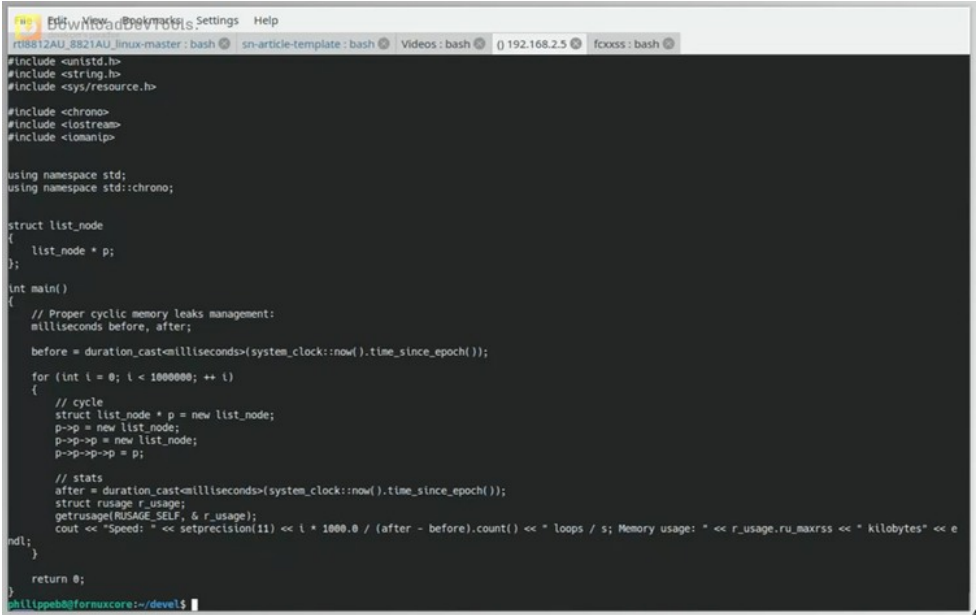 File Edit View Bookmarks Settings Help
DownloadDevTools.
rtl8812AU_8821AU_linux-master : bash sn-article-template : bash Videos : bash () 192.168.2.5 fcxxss : bash
#include <unistd.h>
#include <string.h>
#include <sys/resource.h>
#include <chrono>
#include <iostream>
#include <iomanip>
using namespace std;
using namespace std::chrono;
struct list_node
{
    list_node * p;
};
int main()
{
    // Proper cyclic memory leaks management:
    milliseconds before, after;
    before = duration_cast<milliseconds>(system_clock::now().time_since_epoch());
    for (int i = 0; i < 1000000; ++ i)
    {
        // cycle
        struct list_node * p = new list_node;
        p->p = new list_node;
        p->p->p = new list_node;
        p->p->p->p = p;
        // stats
        after = duration_cast<milliseconds>(system_clock::now().time_since_epoch());
        struct rusage r_usage;
        getrusage(RUSAGE_SELF, & r_usage);
        cout << "Speed: " << setprecision(11) << i * 1000.0 / (after - before).count() << " loops / s; Memory usage: " << r_usage.ru_maxrss << " kilobytes" << e
ndl;
    }
    return 0;
}
philippeb8@fornuxcore:~/devel$